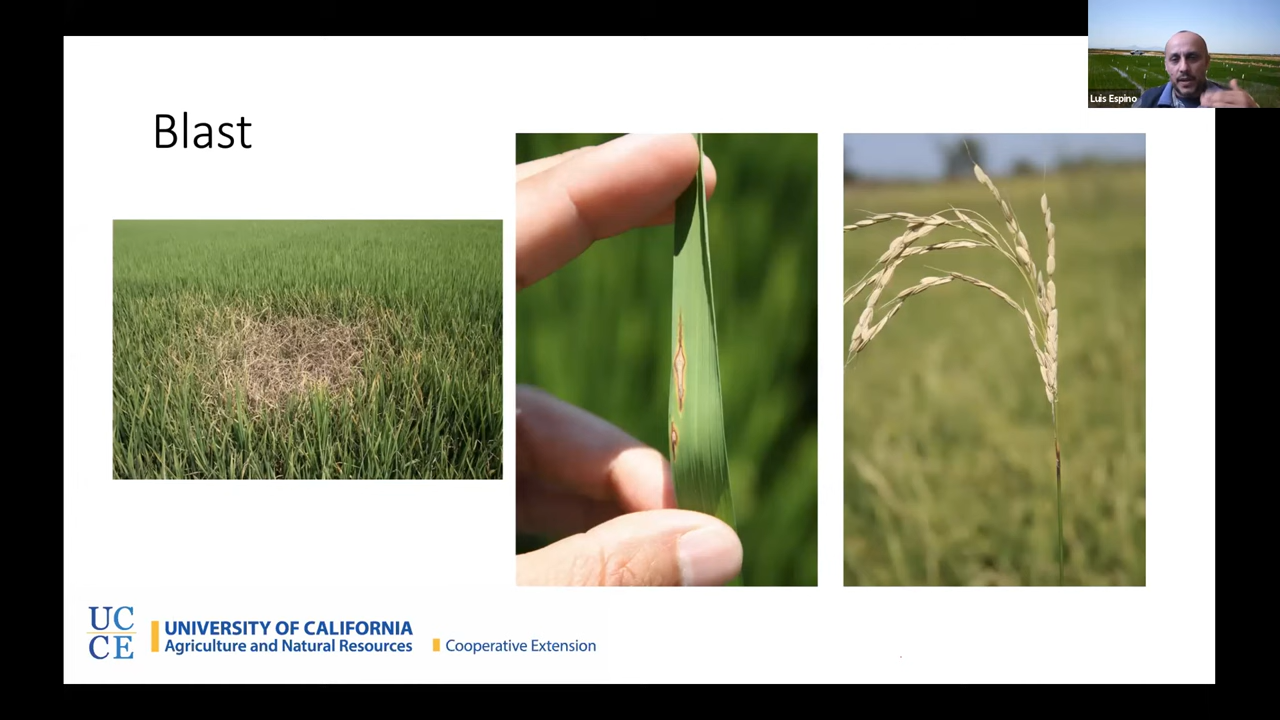 Luis Espino
Blast
UC
CE
UNIVERSITY OF CALIFORNIA
Agriculture and Natural Resources
Cooperative Extension